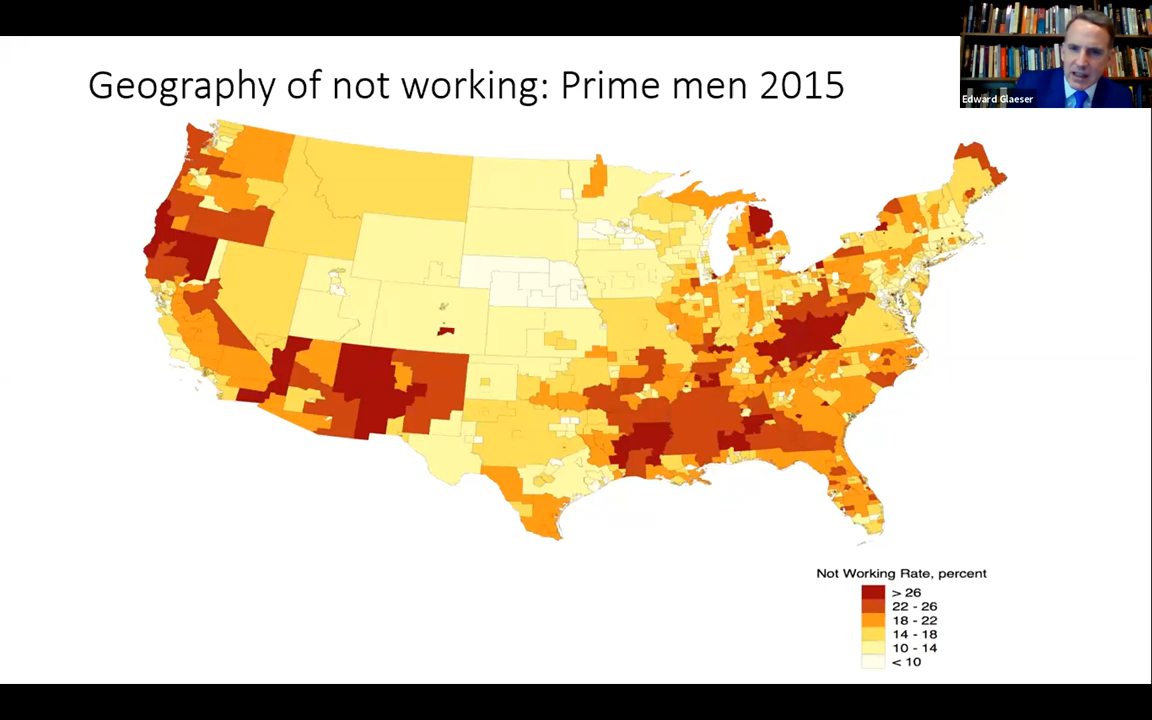 Geography of not working: Prime men 2015
Edward Glaeser
Not Working Rate, percent
> 26
22 - 26
18 - 22
14 - 18
10 - 14
< 10